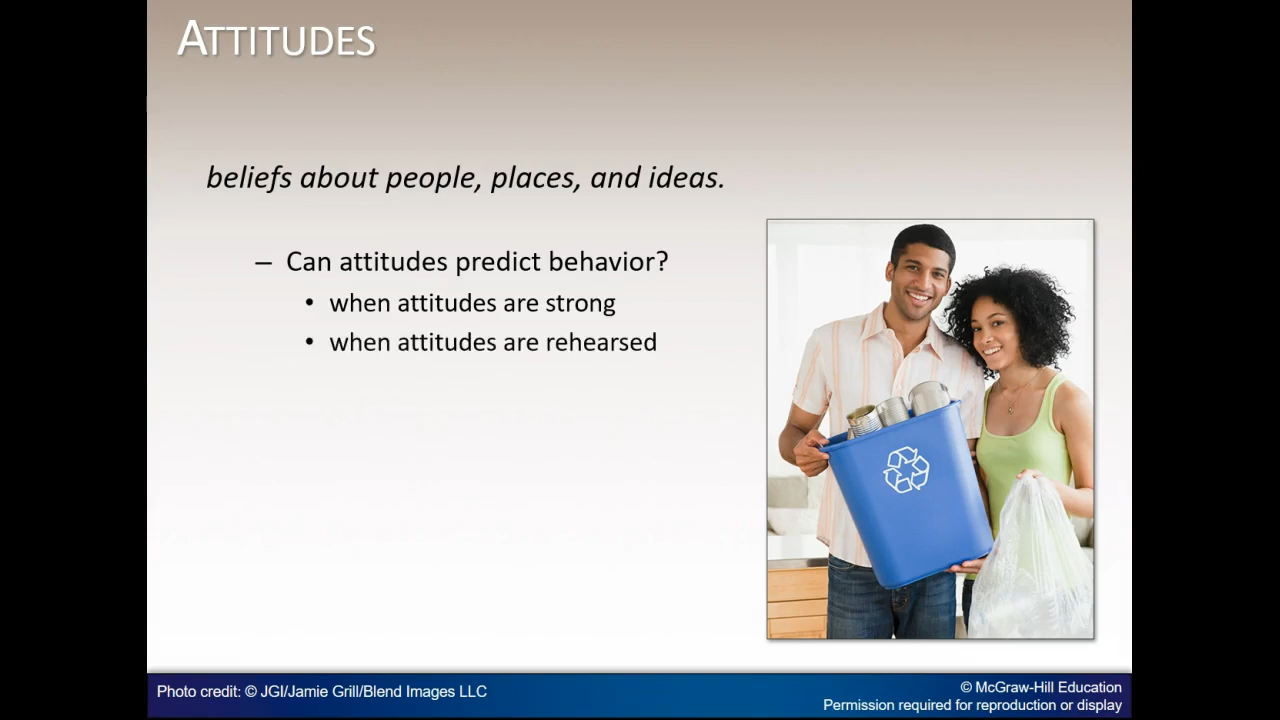 ATTITUDES
beliefs about people, places, and ideas.
– Can attitudes predict behavior?
• when attitudes are strong
• when attitudes are rehearsed
Photo credit: © JGI/Jamie Grill/Blend Images LLC
© McGraw-Hill Education
Permission required for reproduction or display